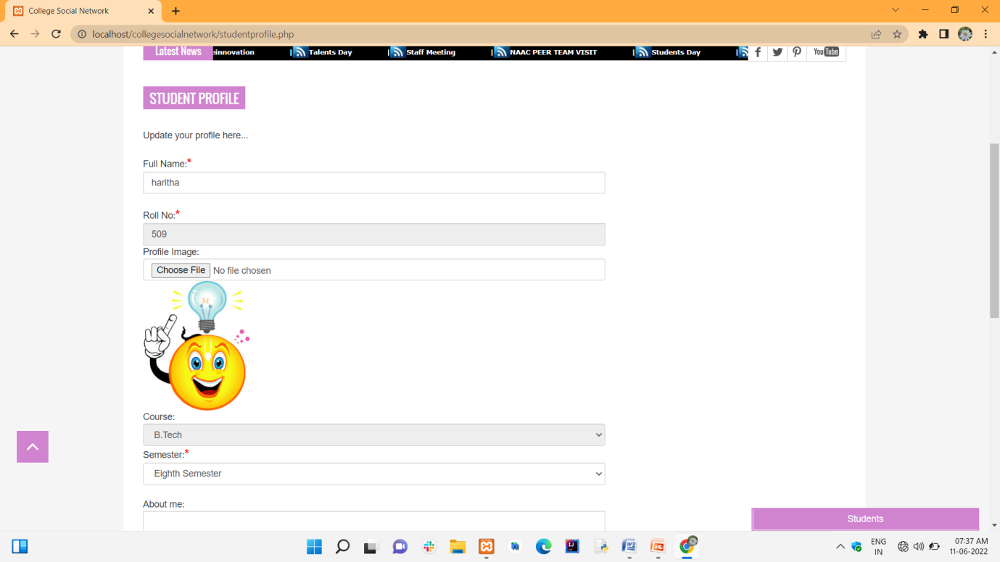 College Social Network
localhost/collegesocialnetwork/studentprofile.php
Latest News einnovation | Talents Day | Staff Meeting | NAAC PEER TEAM VISIT | Students Day | f You Tube
STUDENT PROFILE
Update your profile here...
Full Name:*
haritha
Roll No:*
509
Profile Image:
Choose File No file chosen
Course:
B.Tech
Semester:*
Eighth Semester
About me:
Students
ENG 07:37 AM
IN 11-06-2022